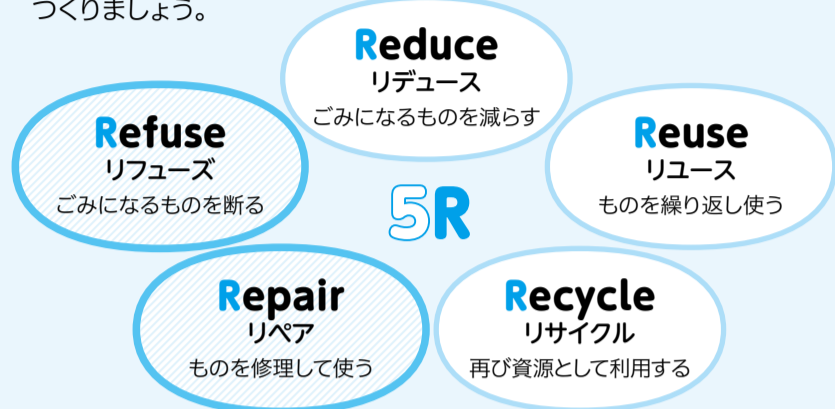 つくりましょう。
Reduce
リデュース
ごみになるものを減らす
Refuse
リフューズ
ごみになるものを断る
Reuse
リユース
ものを繰り返し使う
5R
Repair
リペア
ものを修理して使う
Recycle
リサイクル
再び資源として利用する